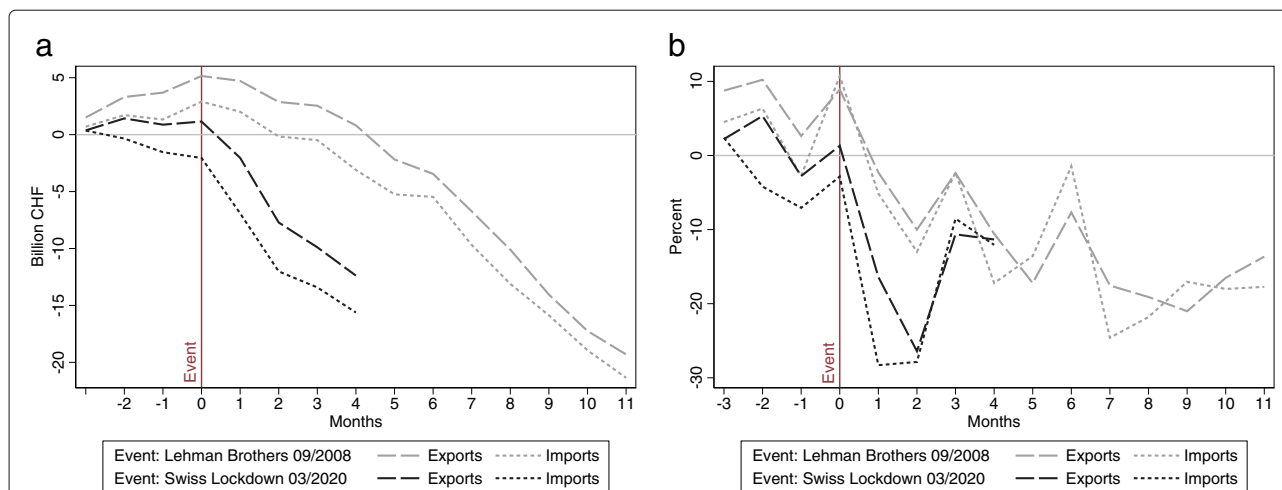 a
Billion CHF
5
0
-5
-10
-15
-20
Event
-2 -1 0 1 2 3 4 5 6 7 8 9 10 11
Months
Event: Lehman Brothers 09/2008 Exports Imports
Event: Swiss Lockdown 03/2020 Exports Imports
b
Percent
10
0
-10
-20
-30
Event
-3 -2 -1 0 1 2 3 4 5 6 7 8 9 10 11
Months
Event: Lehman Brothers 09/2008 Exports Imports
Event: Swiss Lockdown 03/2020 Exports Imports